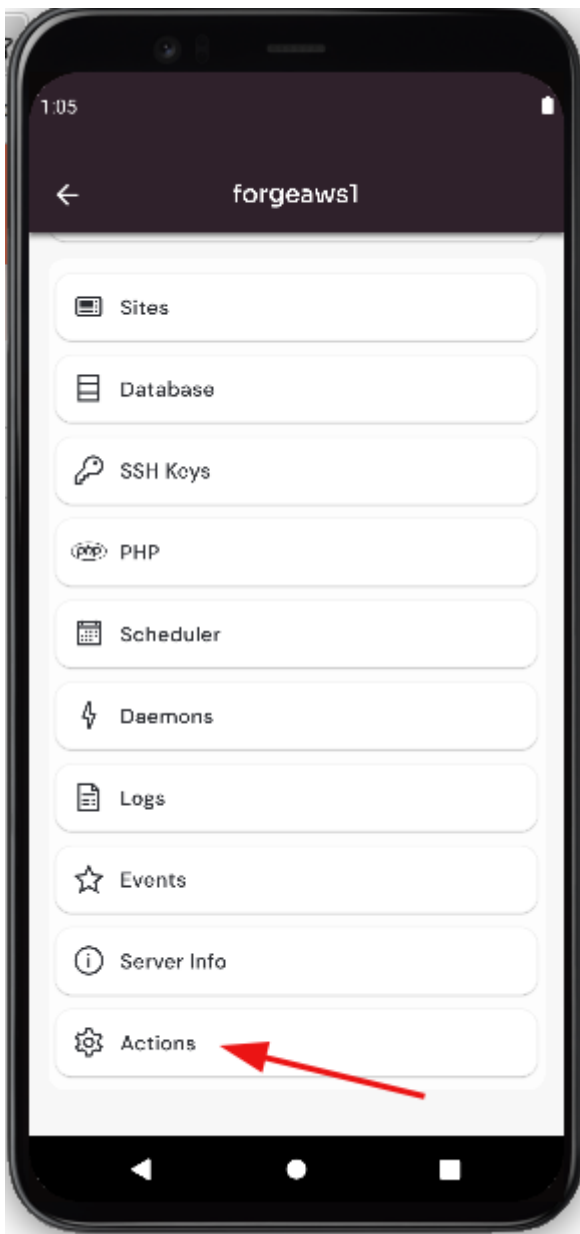 1:05
forgeaws1
Sites
Database
SSH Keys
php PHP
Scheduler
Daemons
Logs
Events
Server Info
Actions